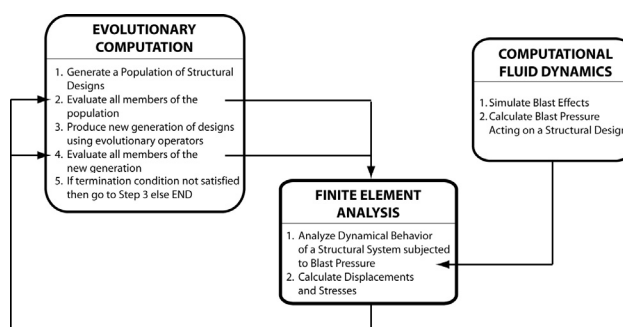 EVOLUTIONARY
COMPUTATION
1. Generate a Population of Structural
Designs
2. Evaluate all members of the
population
3. Produce new generation of designs
using evolutionary operators
4. Evaluate all members of the
new generation
5. If termination condition not satisfied
then go to Step 3 else END
COMPUTATIONAL
FLUID DYNAMICS
1. Simulate Blast Effects
2. Calculate Blast Pressure
Acting on a Structural Design
FINITE ELEMENT
ANALYSIS
1. Analyze Dynamical Behavior
of a Structural System subjected
to Blast Pressure
2. Calculate Displacements
and Stresses